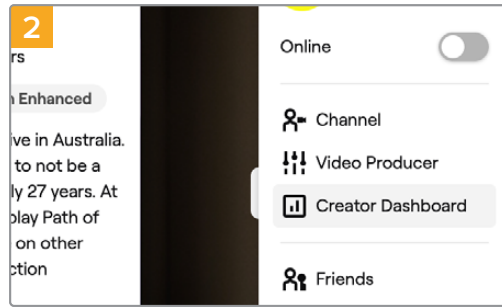 2
rs
n Enhanced
ive in Australia.
to not be a
ly 27 years. At
play Path of
on other
ction
Online
Channel
Video Producer
Creator Dashboard
Friends